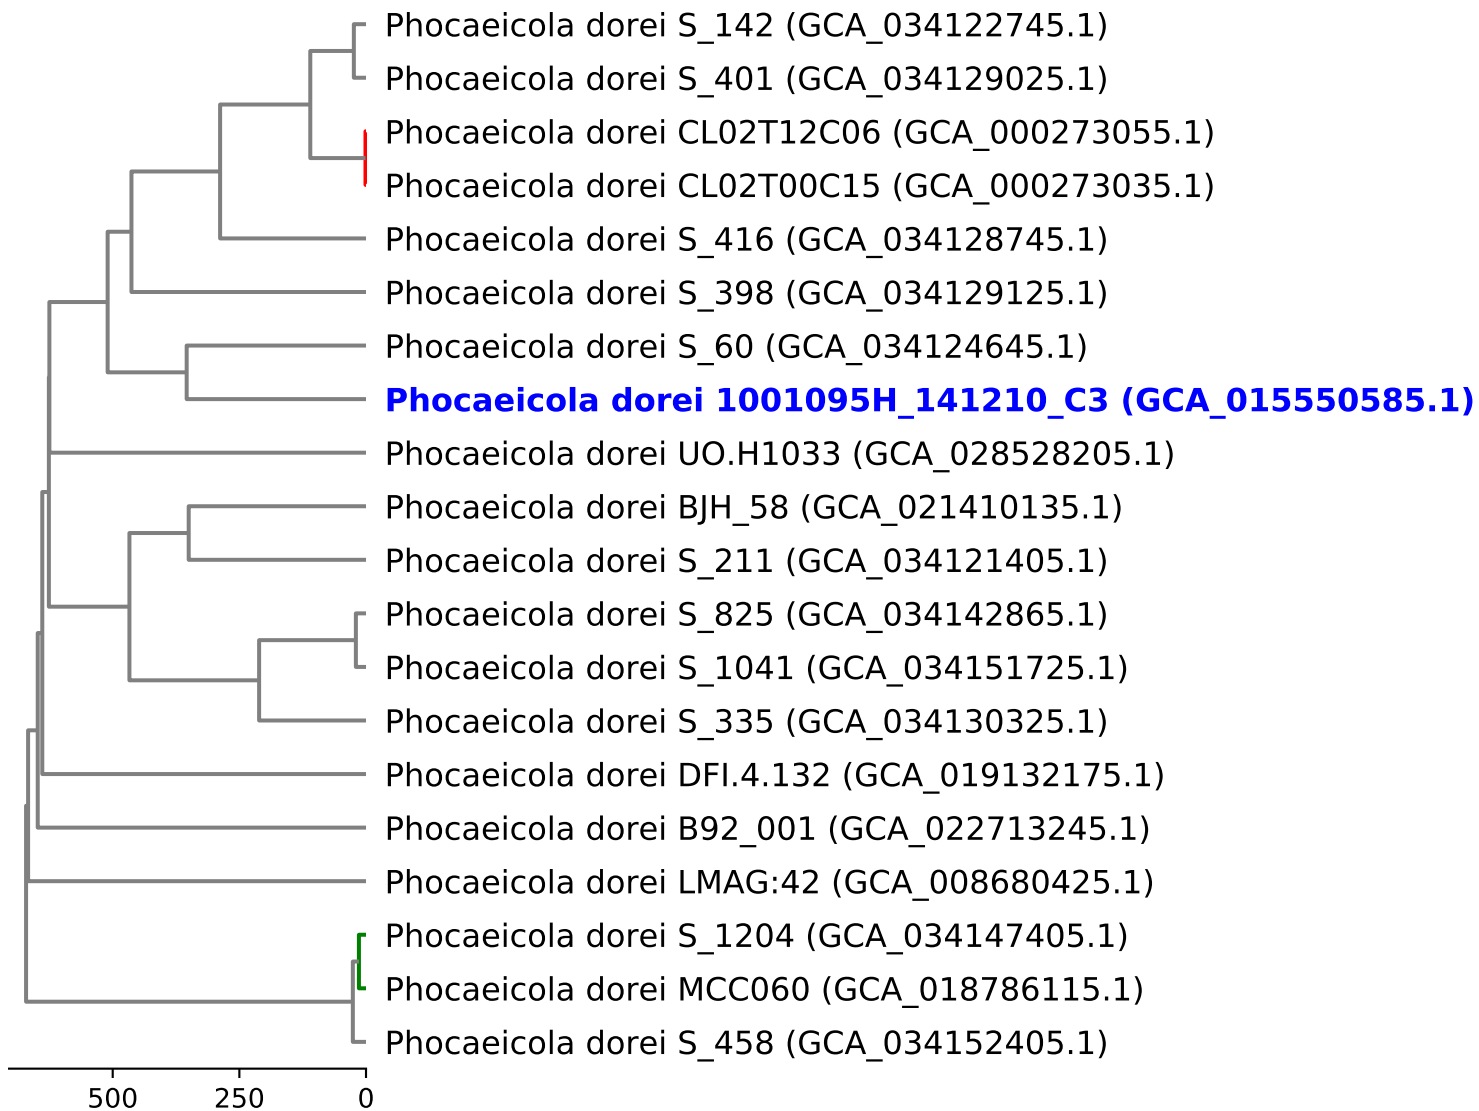 Phocaeicola dorei S_142 (GCA_034122745.1)
Phocaeicola dorei S_401 (GCA_034129025.1)
Phocaeicola dorei CL02T12C06 (GCA_000273055.1)
Phocaeicola dorei CL02T00C15 (GCA_000273035.1)
Phocaeicola dorei S_416 (GCA_034128745.1)
Phocaeicola dorei S_398 (GCA_034129125.1)
Phocaeicola dorei S_60 (GCA_034124645.1)
Phocaeicola dorei 1001095H_141210_C3 (GCA_015550585.1)
Phocaeicola dorei UO.H1033 (GCA_028528205.1)
Phocaeicola dorei BJH_58 (GCA_021410135.1)
Phocaeicola dorei S_211 (GCA_034121405.1)
Phocaeicola dorei S_825 (GCA_034142865.1)
Phocaeicola dorei S_1041 (GCA_034151725.1)
Phocaeicola dorei S_335 (GCA_034130325.1)
Phocaeicola dorei DFI.4.132 (GCA_019132175.1)
Phocaeicola dorei B92_001 (GCA_022713245.1)
Phocaeicola dorei LMAG:42 (GCA_008680425.1)
Phocaeicola dorei S_1204 (GCA_034147405.1)
Phocaeicola dorei MCC060 (GCA_018786115.1)
Phocaeicola dorei S_458 (GCA_034152405.1)
500 250 0